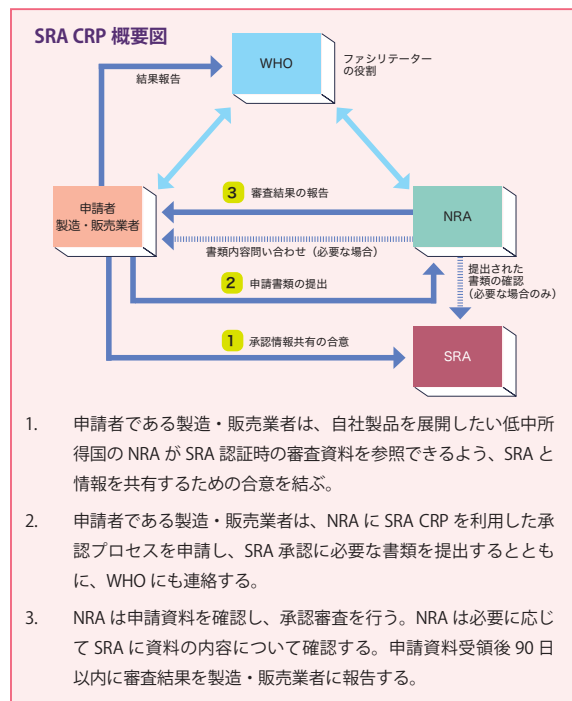 SRA CRP 概要図
WHO
ファシリテーター
の役割
結果報告
申請者
製造・販売業者
3 審査結果の報告
NRA
書類内容問い合わせ（必要な場合）
2 申請書類の提出
提出された
書類の確認
（必要な場合のみ）
1 承認情報共有の合意
SRA
1. 申請者である製造・販売業者は、自社製品を展開したい低中所
得国の NRA が SRA 認証時の審査資料を参照できるよう、SRA と
情報を共有するための合意を結ぶ。
2. 申請者である製造・販売業者は、NRA に SRA CRP を利用した承
認プロセスを申請し、SRA 承認に必要な書類を提出するととも
に、WHO にも連絡する。
3. NRA は申請資料を確認し、承認審査を行う。NRA は必要に応じ
て SRA に資料の内容について確認する。申請資料受領後 90 日
以内に審査結果を製造・販売業者に報告する。